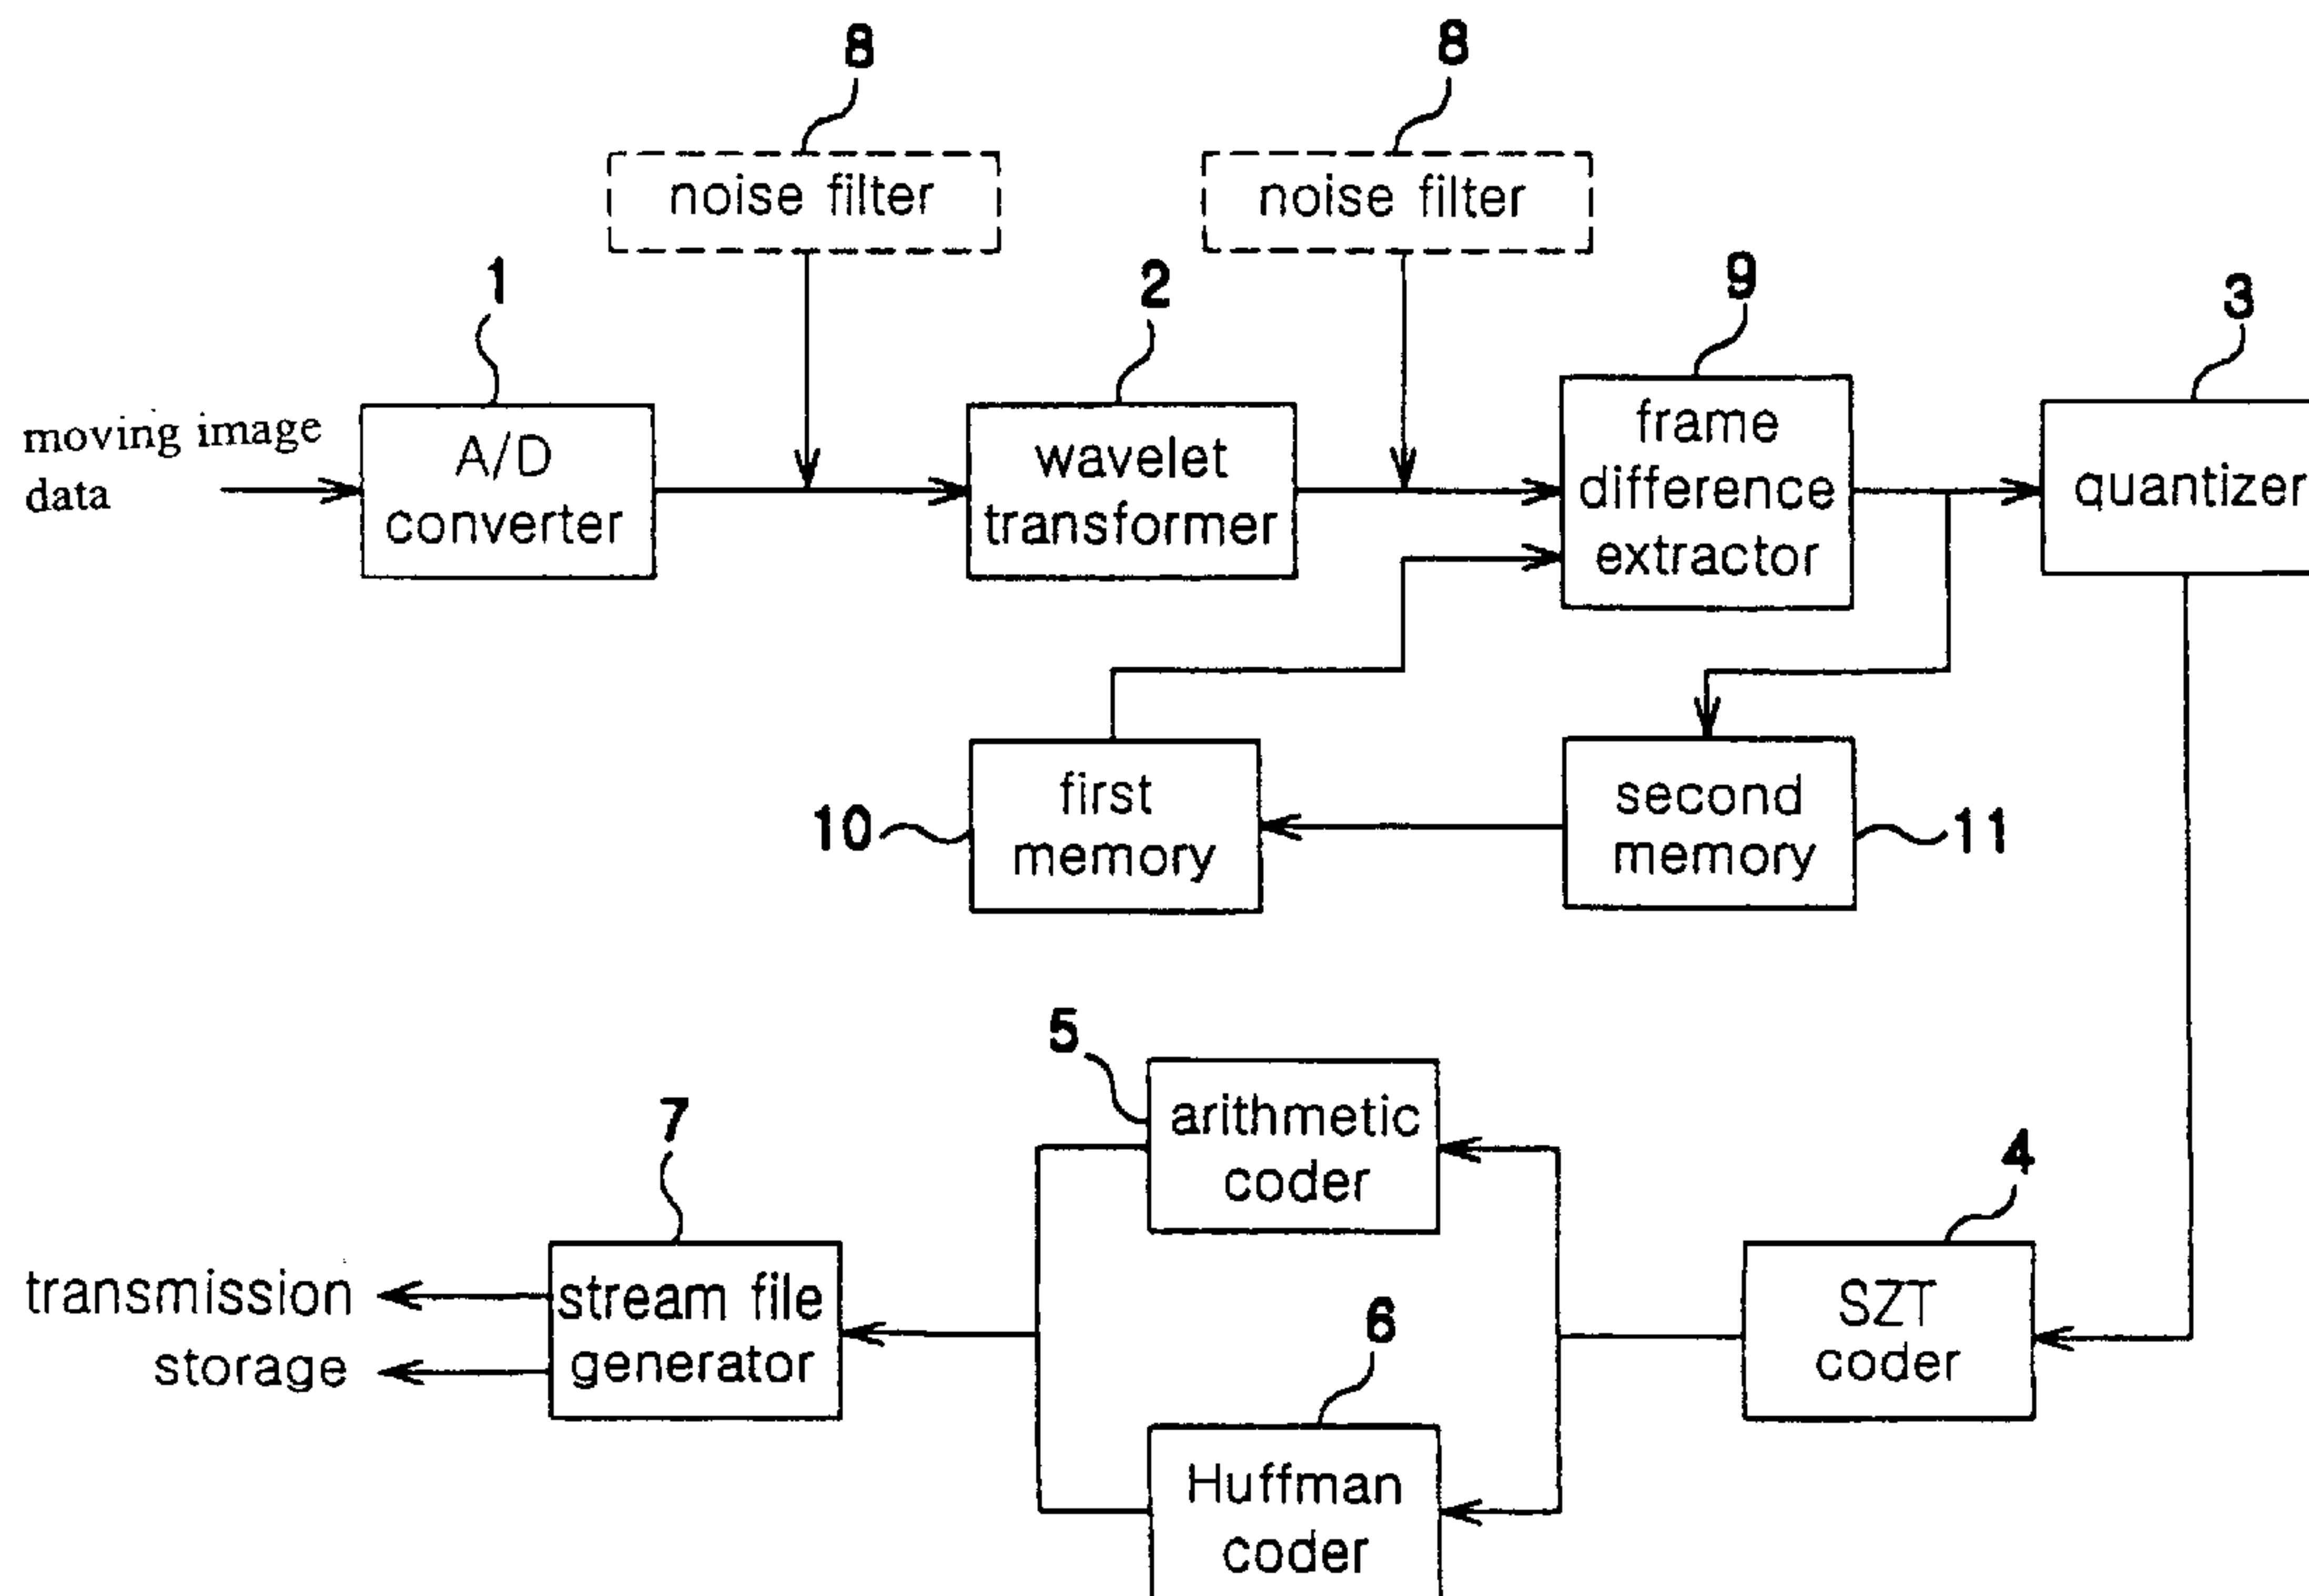 8
8
noise filter
noise filter
1
2
9
3
moving image
data
A/D
converter
wavelet
transformer
frame
difference
extractor
quantizer
10
first
memory
second
memory
11
5
arithmetic
coder
7
4
transmission
storage
stream file
generator
6
SZT
coder
Huffman
coder